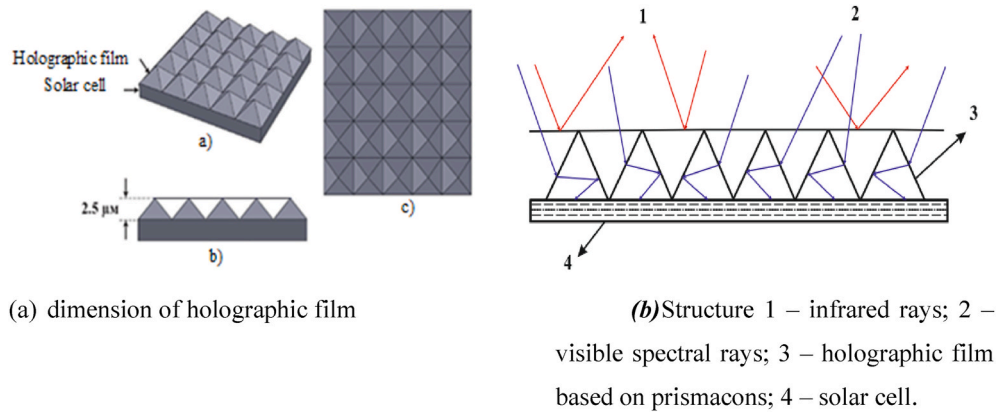 Holographic film
Solar cell
a)
2.5 μм
b)
c)
1
2
3
4
(a) dimension of holographic film
(b)Structure 1 – infrared rays; 2 –
visible spectral rays; 3 – holographic film
based on prismacons; 4 – solar cell.